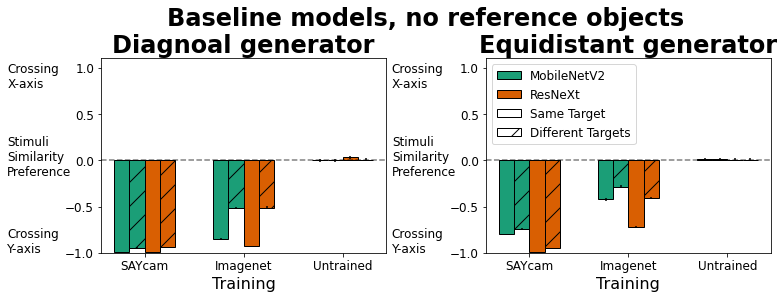 Baseline models, no reference objects
Diagnoal generator
Crossing
X-axis
Stimuli
Similarity
Preference
Crossing
Y-axis
1.0
0.5
0.0
−0.5
−1.0
SAYcam
Imagenet
Untrained
Training
Equidistant generator
Crossing
X-axis
Stimuli
Similarity
Preference
Crossing
Y-axis
1.0
0.5
0.0
−0.5
−1.0
MobileNetV2
ResNeXt
Same Target
Different Targets
SAYcam
Imagenet
Untrained
Training